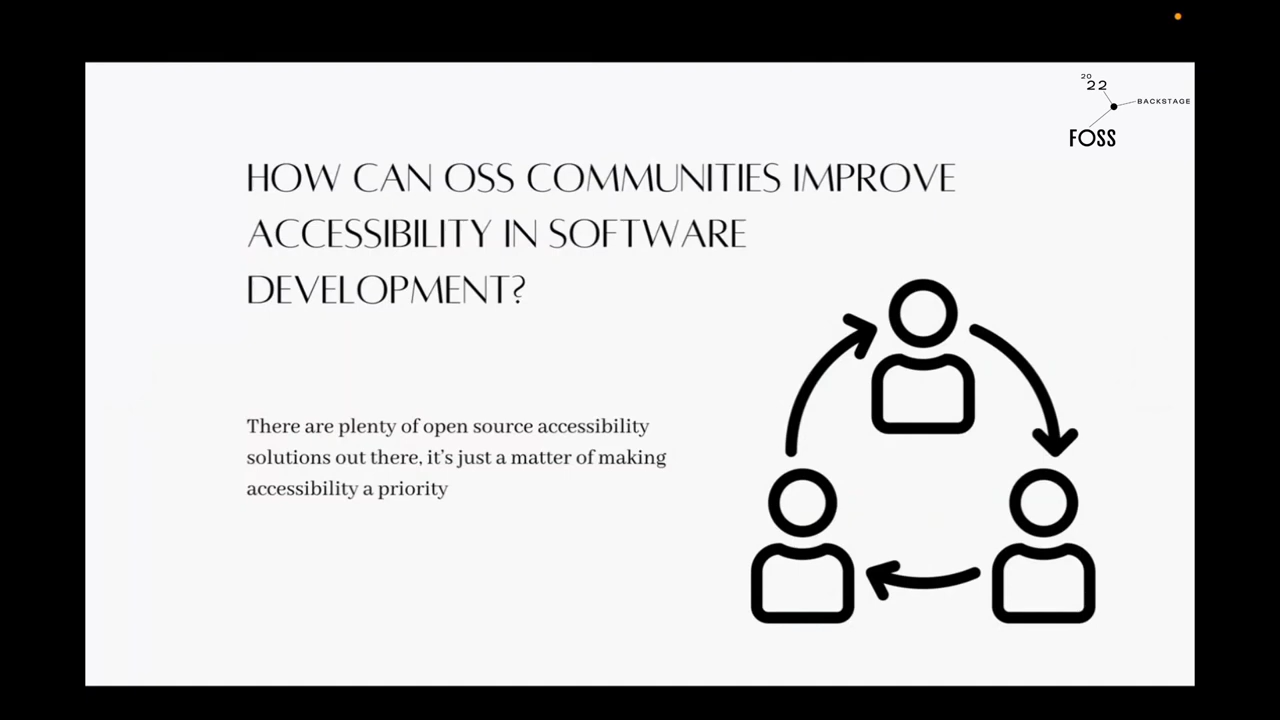 20
22
BACKSTAGE
FOSS
HOW CAN OSS COMMUNITIES IMPROVE
ACCESSIBILITY IN SOFTWARE
DEVELOPMENT?
There are plenty of open source accessibility
solutions out there, it’s just a matter of making
accessibility a priority